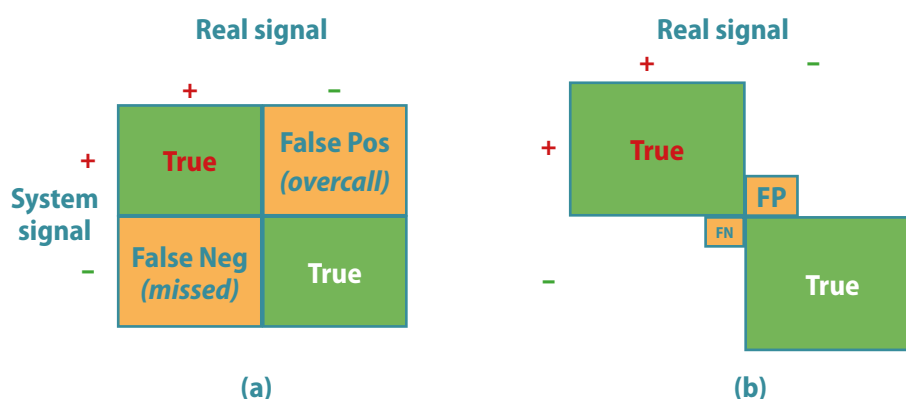 Real signal
+ –
+ True False Pos
(overcall)
System
signal
– False Neg
(missed) True
(a)
Real signal
+ –
+ True
FP
FN
– True
(b)